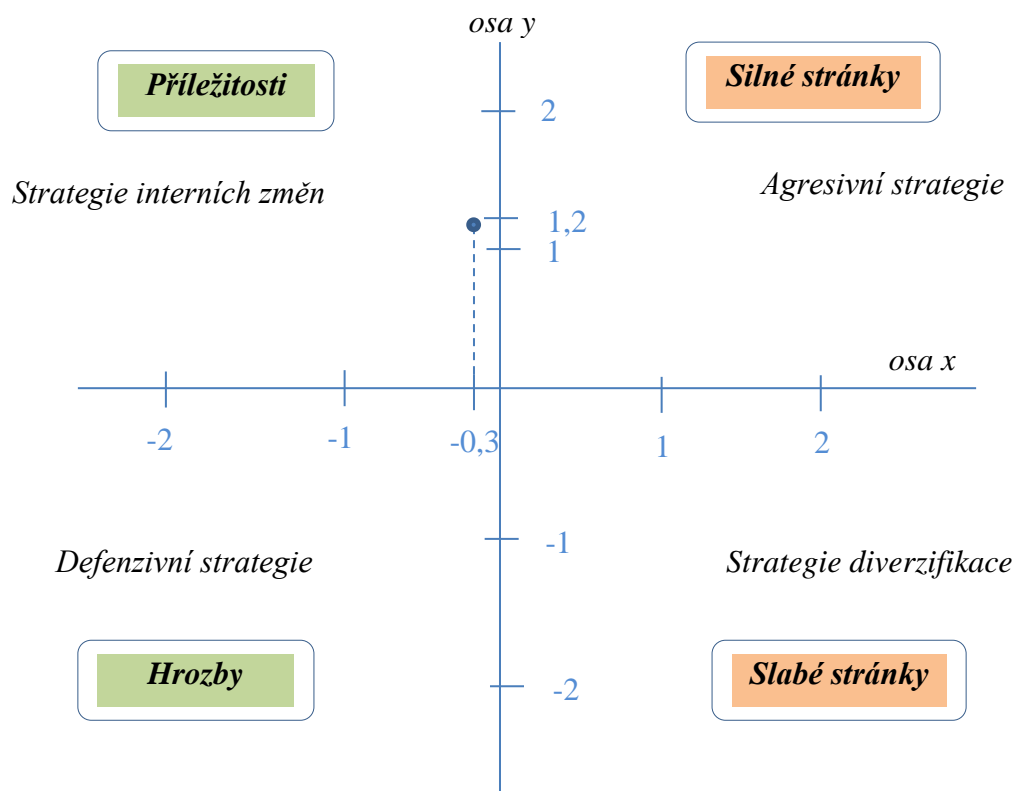 osa y
Příležitosti
Silné stránky
2
Strategie interních změn
Agresivní strategie
1,2
1
osa x
-2
-1
-0,3
1
2
-1
Defenzivní strategie
Strategie diverzifikace
Hrozby
Slabé stránky
-2